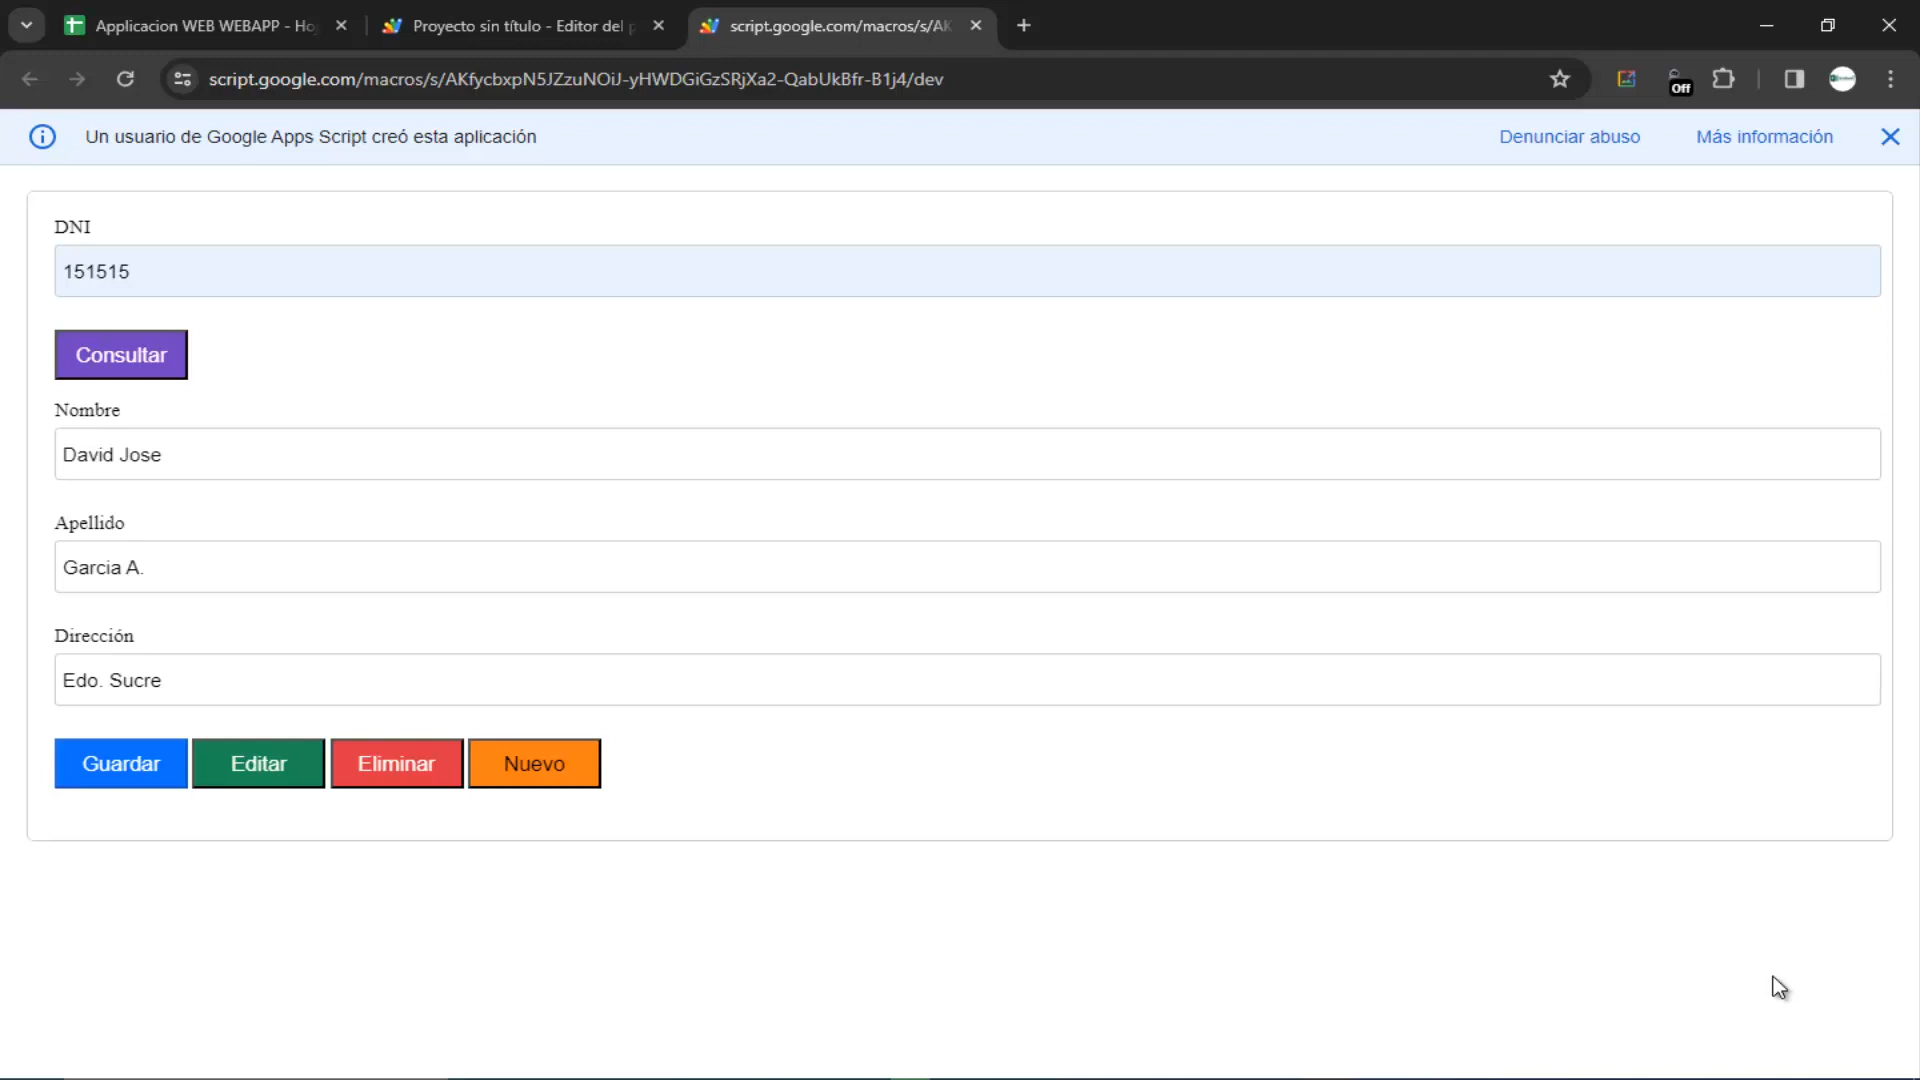 Applicacion WEB WEBAPP - Ho
Proyecto sin título - Editor del p
script.google.com/macros/s/AK
script.google.com/macros/s/AKfycbxpN5JZzuNOiJ-yHWDGiGzSRjXa2-QabUkBfr-B1j4/dev
Off
Un usuario de Google Apps Script creó esta aplicación
Denunciar abuso
Más información
DNI
151515
Consultar
Nombre
David Jose
Apellido
Garcia A.
Dirección
Edo. Sucre
Guardar
Editar
Eliminar
Nuevo